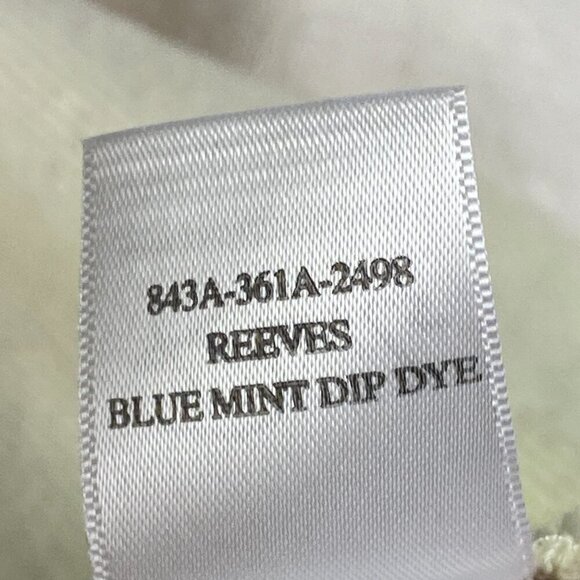 843A-361A-2498
REEVES
BLUE MINT DIP DYE